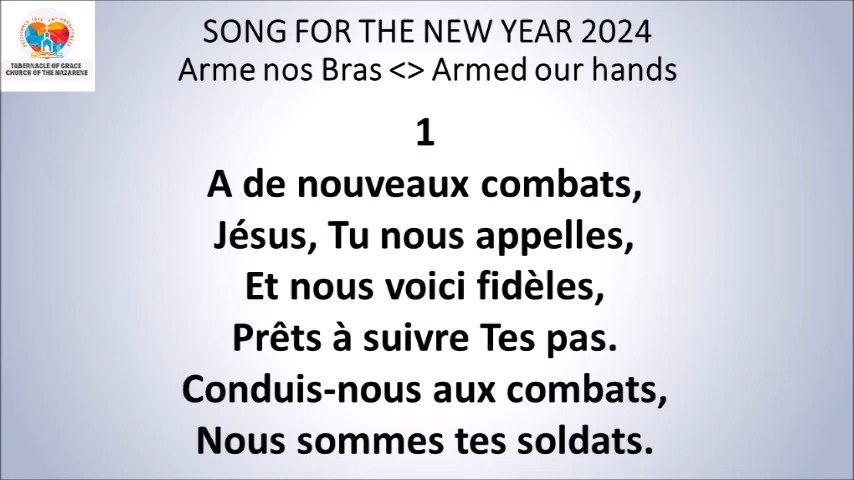 TABERNACLE OF GRACE
CHURCH OF THE NAZARENE
SONG FOR THE NEW YEAR 2024
Arme nos Bras <> Armed our hands
1
A de nouveaux combats,
Jésus, Tu nous appelles,
Et nous voici fidèles,
Prêts à suivre Tes pas.
Conduis-nous aux combats,
Nous sommes tes soldats.